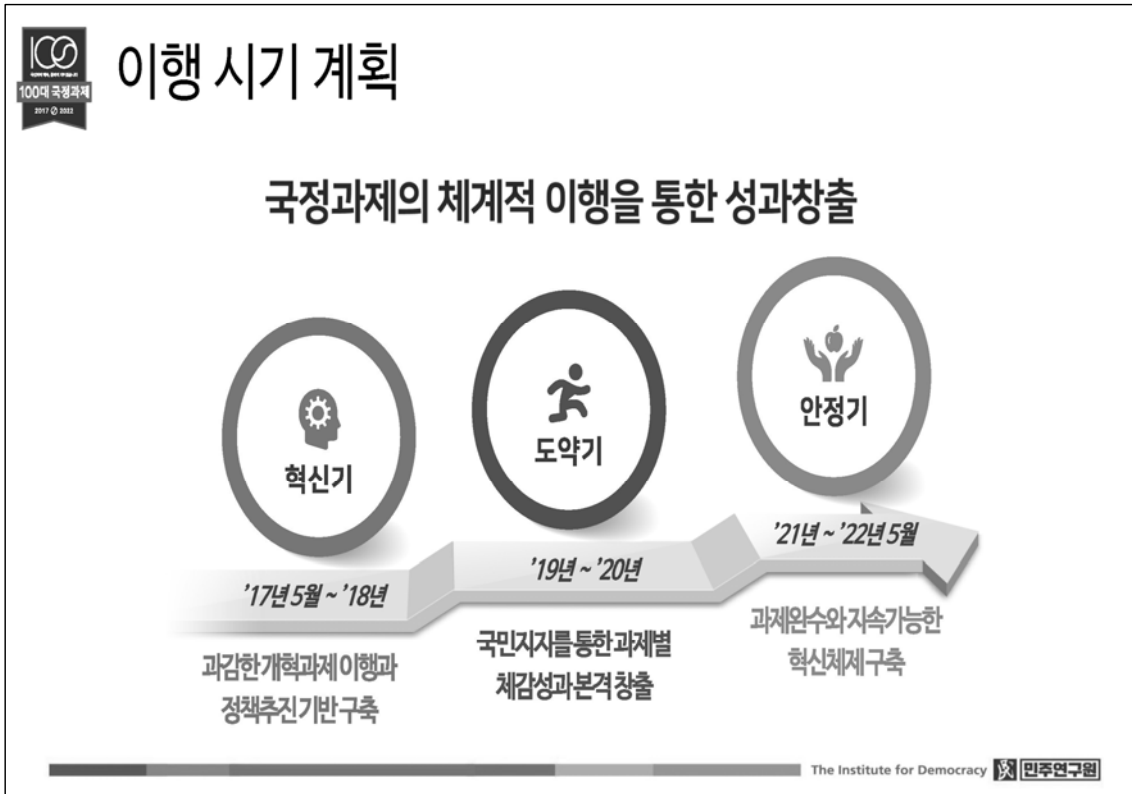 100
100대 국정과제
2017 2022
이행 시기 계획
국정과제의 체계적 이행을 통한 성과창출
혁신기
도약기
안정기
’17년 5월 ~ ’18년
’19년 ~ ’20년
’21년 ~ ’22년 5월
과감한 개혁과제 이행과
정책추진 기반 구축
국민지지를 통한 과제별
체감성과 본격 창출
과제완수와 지속가능한
혁신체제 구축
The Institute for Democracy 민주연구원